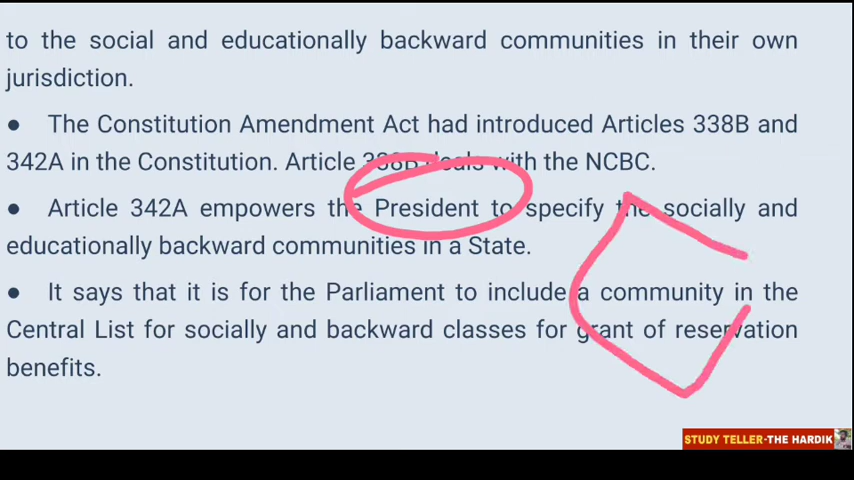 to the social and educationally backward communities in their own
jurisdiction.
● The Constitution Amendment Act had introduced Articles 338B and
342A in the Constitution. Article 338B deals with the NCBC.
● Article 342A empowers the President to specify the socially and
educationally backward communities in a State.
● It says that it is for the Parliament to include a community in the
Central List for socially and backward classes for grant of reservation
benefits.
STUDY TELLER-THE HARDIK